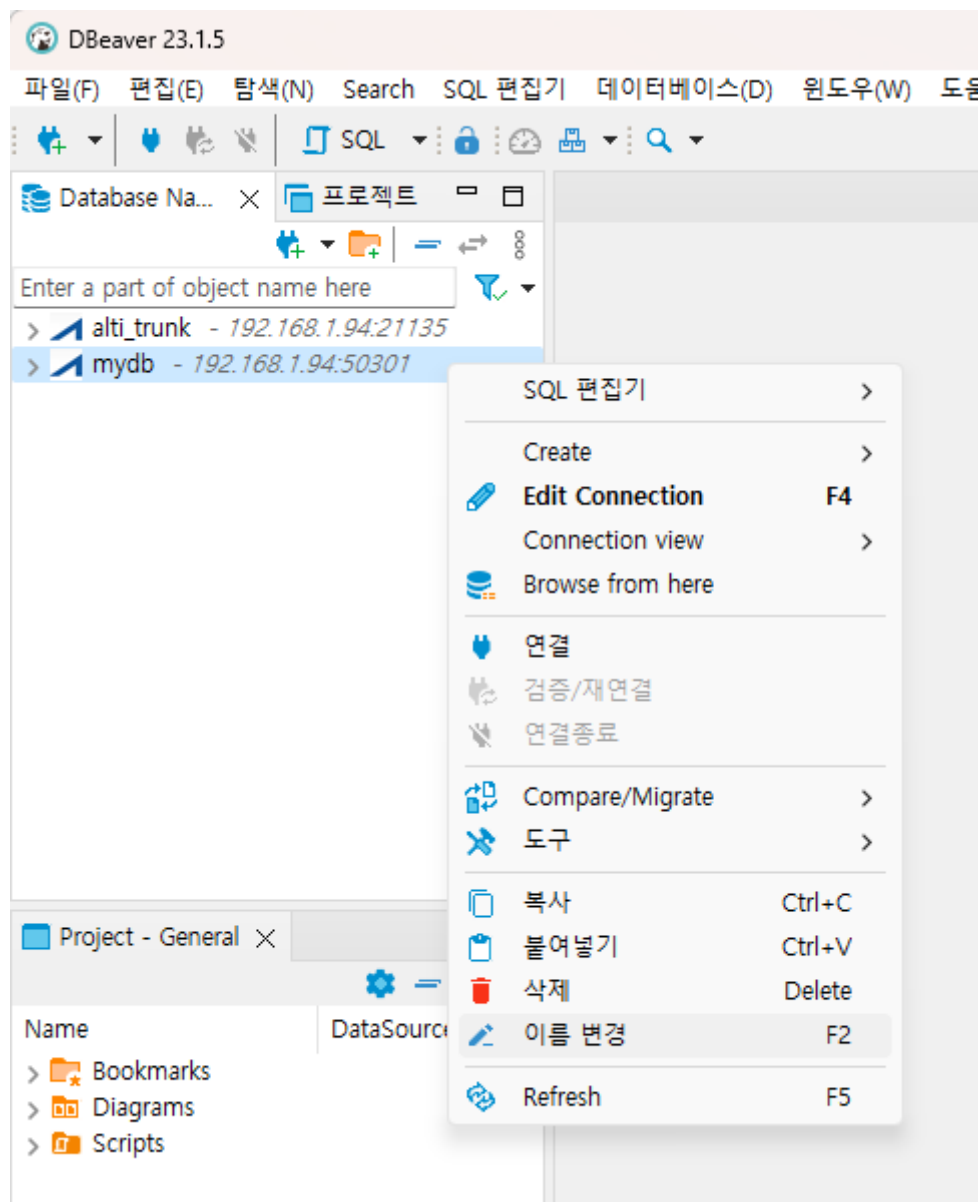 DBeaver 23.1.5
파일(F) 편집(E) 탐색(N) Search SQL 편집기 데이터베이스(D) 윈도우(W) 도움
SQL
Database Na... 프로젝트
Enter a part of object name here
alti_trunk - 192.168.1.94:21135
mydb - 192.168.1.94:50301
SQL 편집기
Create
Edit Connection F4
Connection view
Browse from here
연결
검증/재연결
연결종료
Compare/Migrate
도구
복사 Ctrl+C
붙여넣기 Ctrl+V
삭제 Delete
이름 변경 F2
Refresh F5
Project - General
Name DataSource
Bookmarks
Diagrams
Scripts